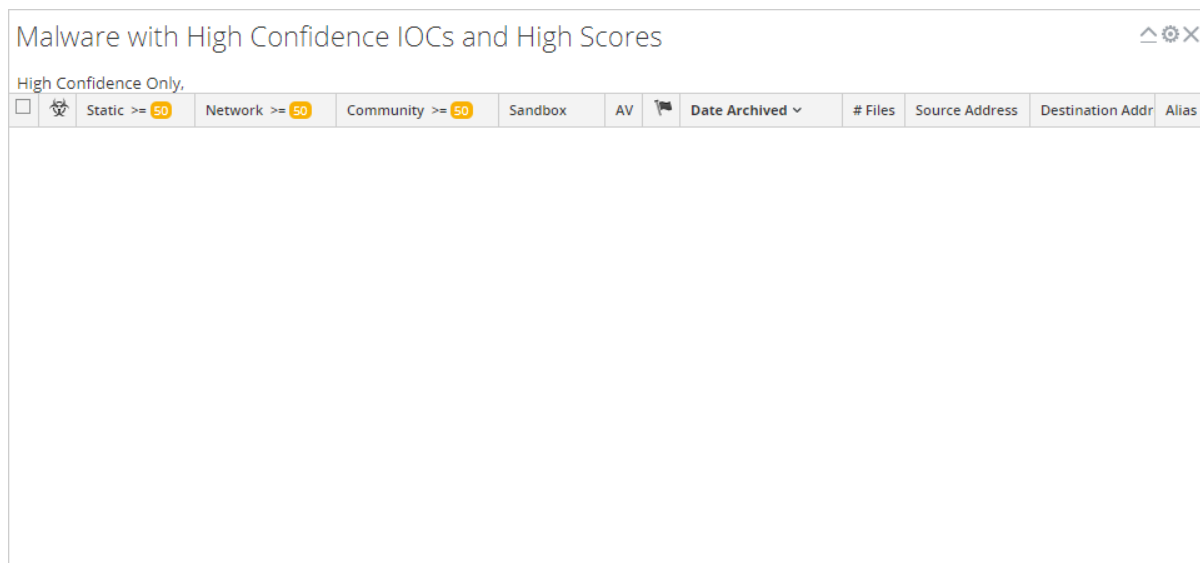 Malware with High Confidence IOCs and High Scores
High Confidence Only,
Static >= 50 Network >= 50 Community >= 50 Sandbox AV Date Archived # Files Source Address Destination Addr Alias